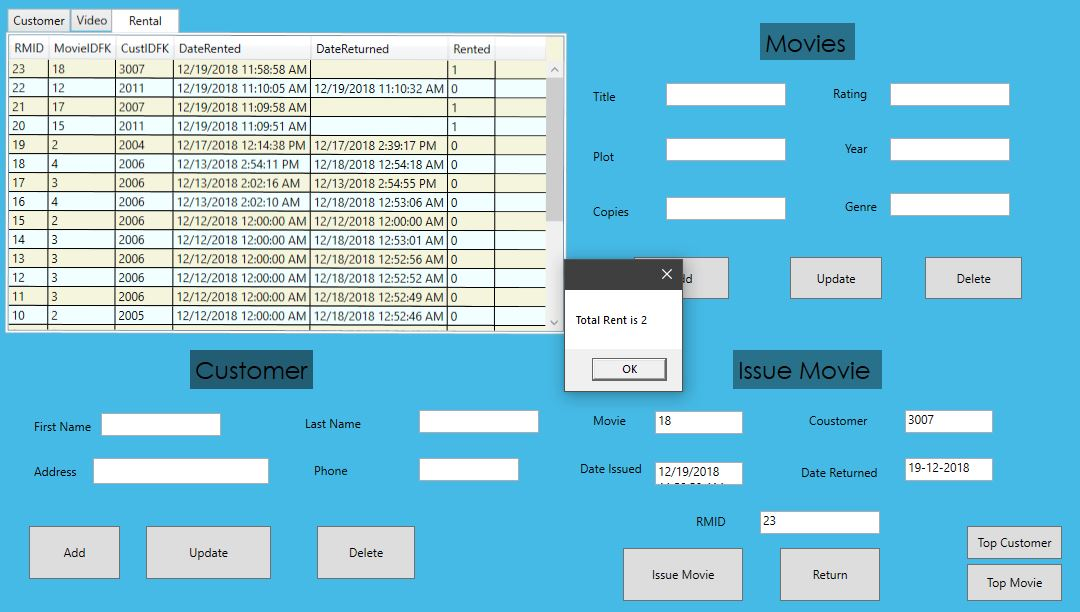 Customer Video Rental
RMID MovieIDFK CustIDFK DateRented DateReturned Rented
23 18 3007 12/19/2018 11:58:58 AM 1
22 12 2011 12/19/2018 11:10:05 AM 12/19/2018 11:10:32 AM 0
21 17 2007 12/19/2018 11:09:58 AM 1
20 15 2011 12/19/2018 11:09:51 AM 1
19 2 2004 12/17/2018 12:14:38 PM 12/17/2018 2:39:17 PM 0
18 4 2006 12/13/2018 2:54:11 PM 12/18/2018 12:54:18 AM 0
17 3 2006 12/13/2018 2:02:16 AM 12/13/2018 2:54:55 PM 0
16 4 2006 12/13/2018 2:02:10 AM 12/18/2018 12:53:06 AM 0
15 2 2006 12/12/2018 12:00:00 AM 12/12/2018 12:00:00 AM 0
14 3 2006 12/12/2018 12:00:00 AM 12/18/2018 12:53:01 AM 0
13 3 2006 12/12/2018 12:00:00 AM 12/18/2018 12:52:56 AM 0
12 3 2006 12/12/2018 12:00:00 AM 12/18/2018 12:52:52 AM 0
11 3 2006 12/12/2018 12:00:00 AM 12/18/2018 12:52:49 AM 0
10 2 2005 12/12/2018 12:00:00 AM 12/18/2018 12:52:46 AM 0
Movies
Title Rating
Plot Year
Copies Genre
Update Delete
Total Rent is 2
OK
Customer
First Name Last Name
Address Phone
Add Update Delete
Issue Movie
Movie 18 Coustomer 3007
Date Issued 12/19/2018 Date Returned 19-12-2018
RMID 23
Issue Movie Return
Top Customer
Top Movie